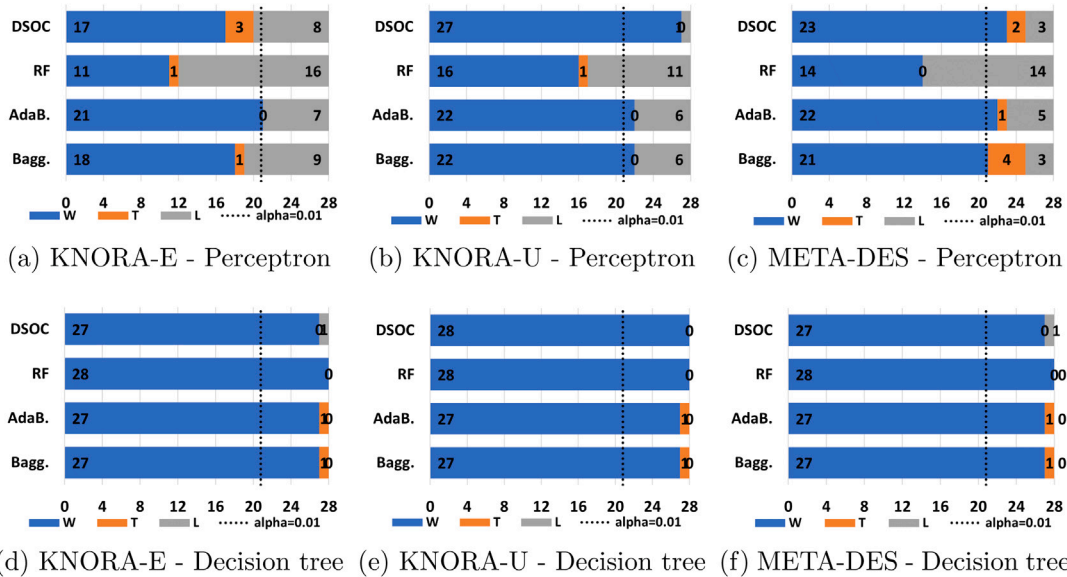 DSOC 17 3 8
RF 11 1 16
AdaB. 21 0 7
Bagg. 18 1 9
0 4 8 12 16 20 24 28
W T L alpha=0.01
(a) KNORA-E - Perceptron
DSOC 27 1 0
RF 16 1 11
AdaB. 22 0 6
Bagg. 22 0 6
0 4 8 12 16 20 24 28
W T L alpha=0.01
(b) KNORA-U - Perceptron
DSOC 23 2 3
RF 14 0 14
AdaB. 22 1 5
Bagg. 21 4 3
0 4 8 12 16 20 24 28
W T L alpha=0.01
(c) META-DES - Perceptron
DSOC 27 0 1
RF 28 0
AdaB. 27 1 0
Bagg. 27 1 0
0 4 8 12 16 20 24 28
W T L alpha=0.01
(d) KNORA-E - Decision tree
DSOC 28 0
RF 28 0
AdaB. 27 1 0
Bagg. 27 1 0
0 4 8 12 16 20 24 28
W T L alpha=0.01
(e) KNORA-U - Decision tree
DSOC 27 0 1
RF 28 0 0
AdaB. 27 1 0
Bagg. 27 1 0
0 4 8 12 16 20 24 28
W T L alpha=0.01
(f) META-DES - Decision tree